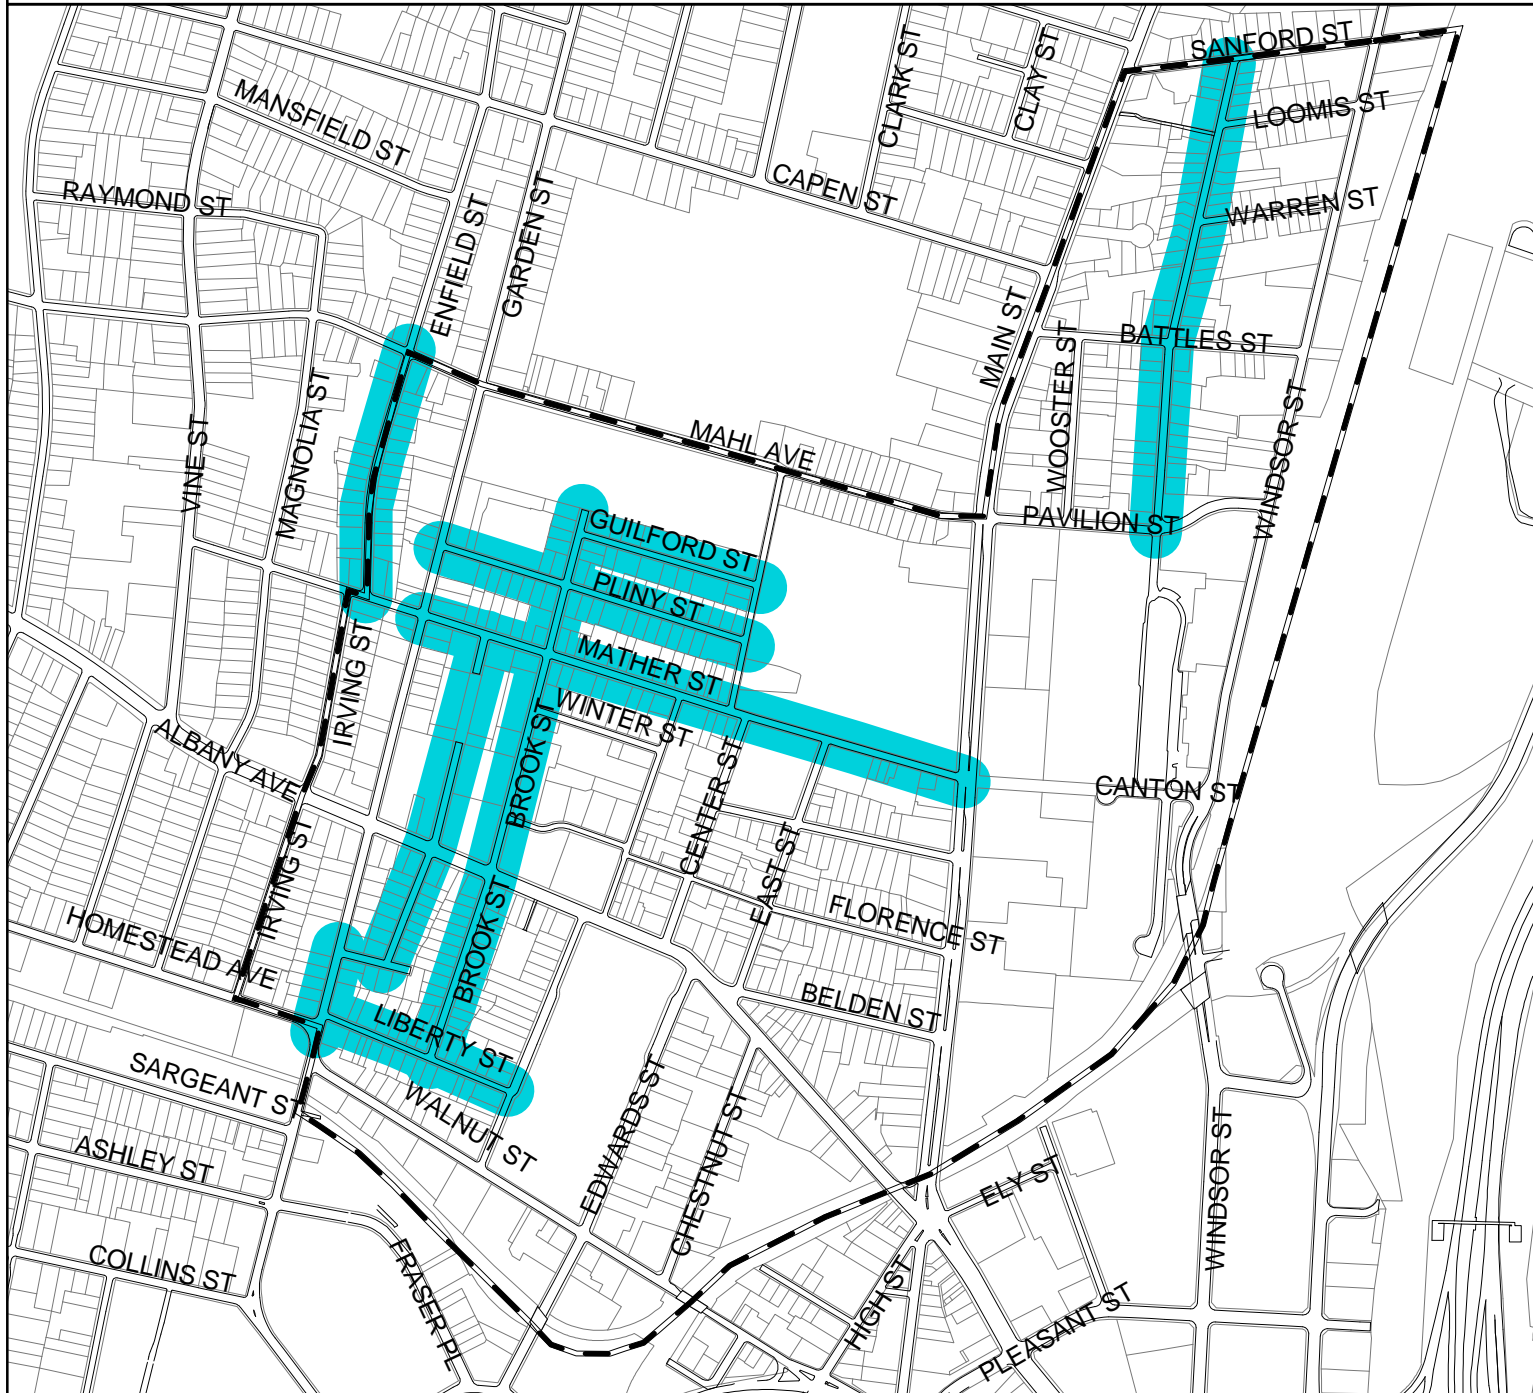 SANFORD ST
CLARK ST
CLAY ST
MANSFIELD ST
LOOMIS ST
RAYMOND ST
CAPEN ST
WARREN ST
ENFIELD ST
GARDEN ST
MAIN ST
BATTLES ST
WOOSTER ST
MAGNOLIA ST
VINE ST
MAHL AVE
WINDSOR ST
PAVILION ST
GUILFORD ST
PLINY ST
MATHER ST
IRVING ST
WINTER ST
ALBANY AVE
BROOK ST
CENTER ST
CANTON ST
IRVING ST
EAST ST
FLORENCE ST
HOMESTEAD AVE
BROOK ST
BELDEN ST
LIBERTY ST
SARGEANT ST
WALNUT ST
EDWARDS ST
CHESTNUT ST
ASHLEY ST
ELY ST
WINDSOR ST
COLLINS ST
FRASER PL
HIGH ST
PLEASANT ST